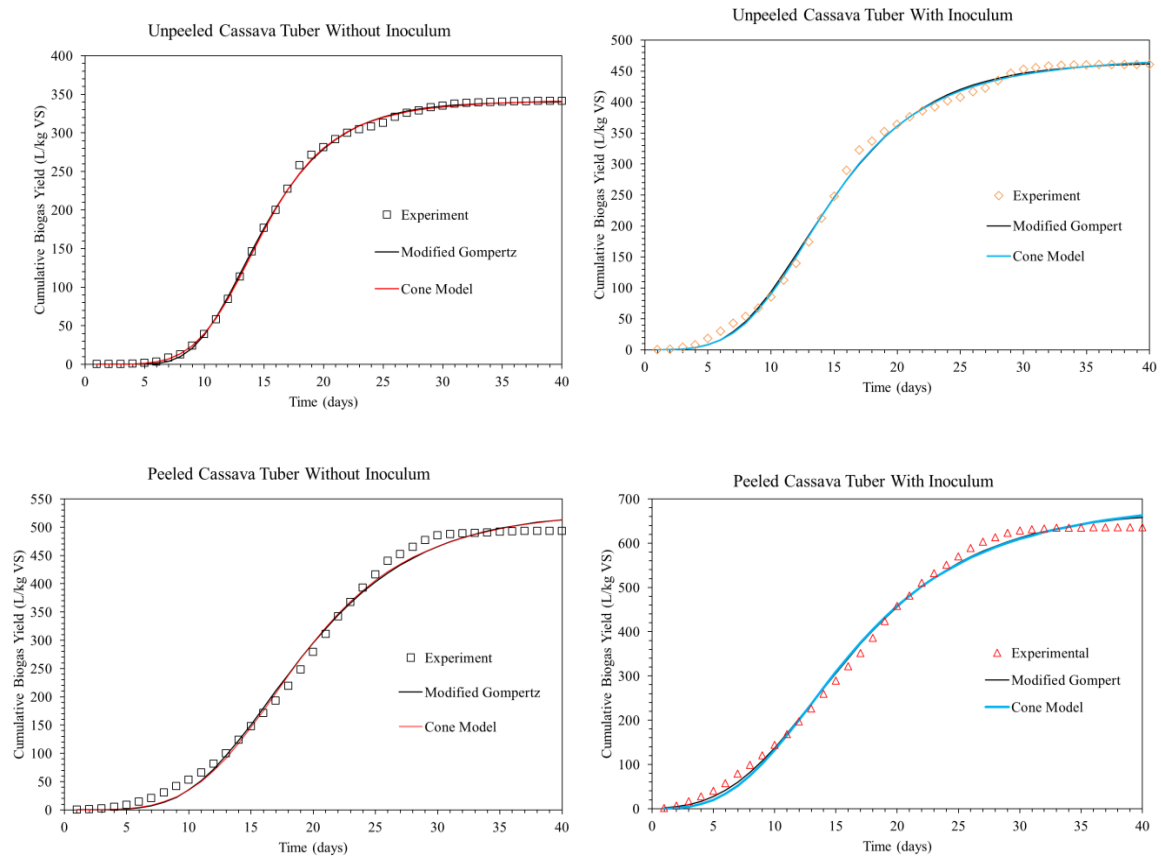 Unpeeled Cassava Tuber Without Inoculum
Cumulative Biogas Yield (L/kg VS)
400
350
300
250
200
150
100
50
0
Experiment
Modified Gompertz
Cone Model
0 5 10 15 20 25 30 35 40
Time (days)
Unpeeled Cassava Tuber With Inoculum
Cumulative Biogas Yield (L/kg VS)
500
450
400
350
300
250
200
150
100
50
0
Experiment
Modified Gompert
Cone Model
0 5 10 15 20 25 30 35 40
Time (days)
Peeled Cassava Tuber Without Inoculum
Cumulative Biogas Yield (L/kg VS)
550
500
450
400
350
300
250
200
150
100
50
0
Experiment
Modified Gompertz
Cone Model
0 5 10 15 20 25 30 35 40
Time (days)
Peeled Cassava Tuber With Inoculum
Cumulative Biogas Yield (L/kg VS)
700
600
500
400
300
200
100
0
Experimental
Modified Gompert
Cone Model
0 5 10 15 20 25 30 35 40
Time (days)